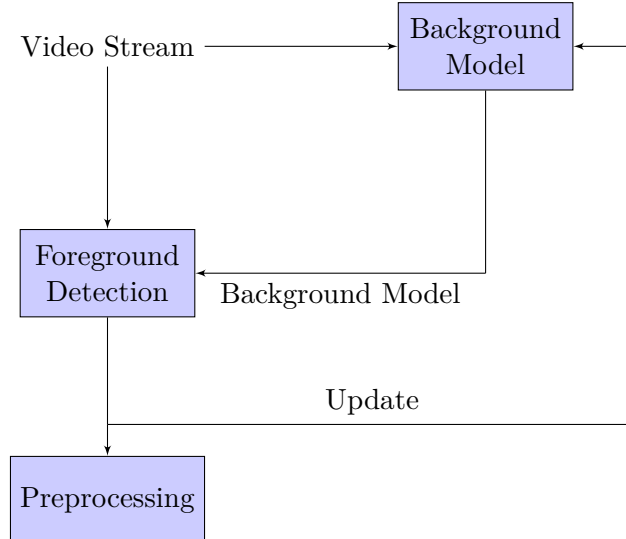 Video Stream
Background
Model
Foreground
Detection
Background Model
Update
Preprocessing